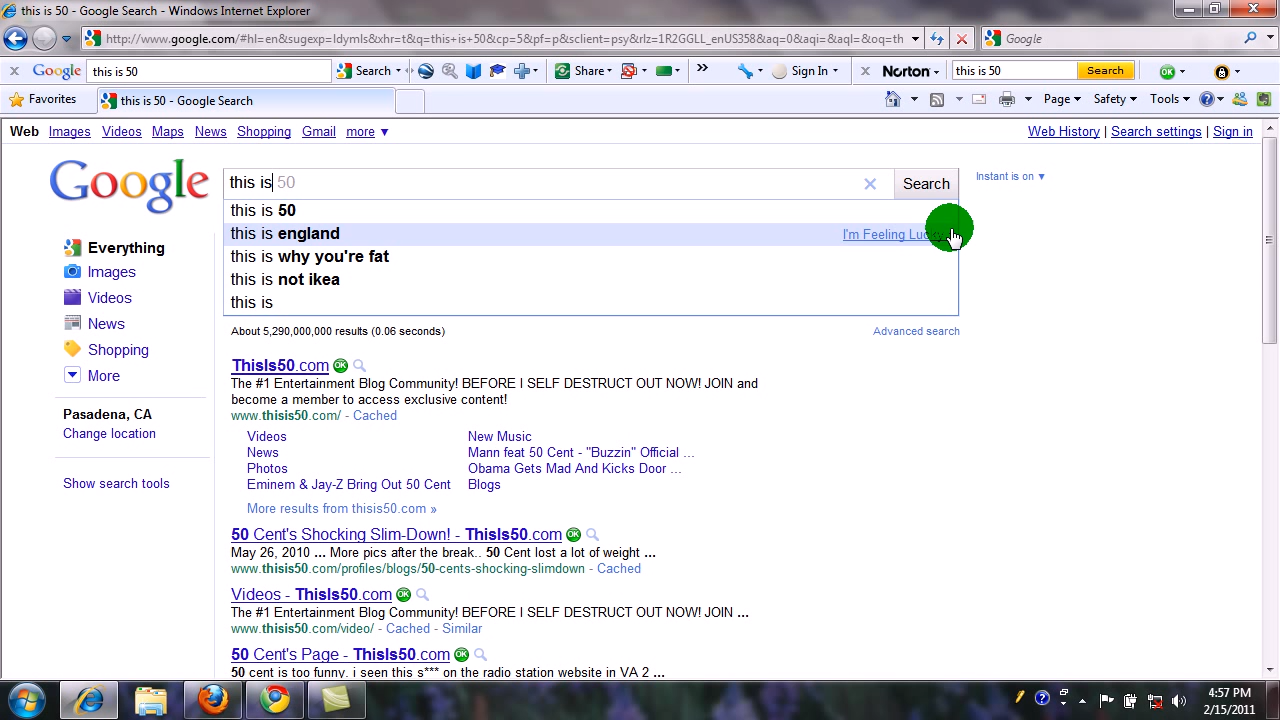 this is 50 - Google Search - Windows Internet Explorer
http://www.google.com/#hl=en&sugexp=ldymls&xhr=t&q=this+is+50&cp=5&pf=p&sclient=psy&rlz=1R2GGLL_enUS358&aq=0&aqi=&aql=&oq=th
Google
Google this is 50 Search Share Sign In Norton this is 50 Search OK
Favorites this is 50 - Google Search Page Safety Tools
Web Images Videos Maps News Shopping Gmail more ▼ Web History | Search settings | Sign in
Google this is 50 Search Instant is on ▼
this is 50
this is england I'm Feeling
this is why you're fat
this is not ikea
this is
Everything
Images
Videos
News
Shopping
More
Pasadena, CA
Change location
Show search tools
About 5,290,000,000 results (0.06 seconds) Advanced search
ThisIs50.com OK
The #1 Entertainment Blog Community! BEFORE I SELF DESTRUCT OUT NOW! JOIN and
become a member to access exclusive content!
www.thisis50.com/ - Cached
Videos New Music
News Mann feat 50 Cent - "Buzzin" Official ...
Photos Obama Gets Mad And Kicks Door ...
Eminem & Jay-Z Bring Out 50 Cent Blogs
More results from thisis50.com »
50 Cent's Shocking Slim-Down! - ThisIs50.com OK
May 26, 2010 ... More pics after the break.. 50 Cent lost a lot of weight ...
www.thisis50.com/profiles/blogs/50-cents-shocking-slimdown - Cached
Videos - ThisIs50.com OK
The #1 Entertainment Blog Community! BEFORE I SELF DESTRUCT OUT NOW! JOIN ...
www.thisis50.com/video/ - Cached - Similar
50 Cent's Page - ThisIs50.com OK
50 cent is too funny. i seen this s*** on the radio station website in VA 2 ...
4:57 PM
2/15/2011